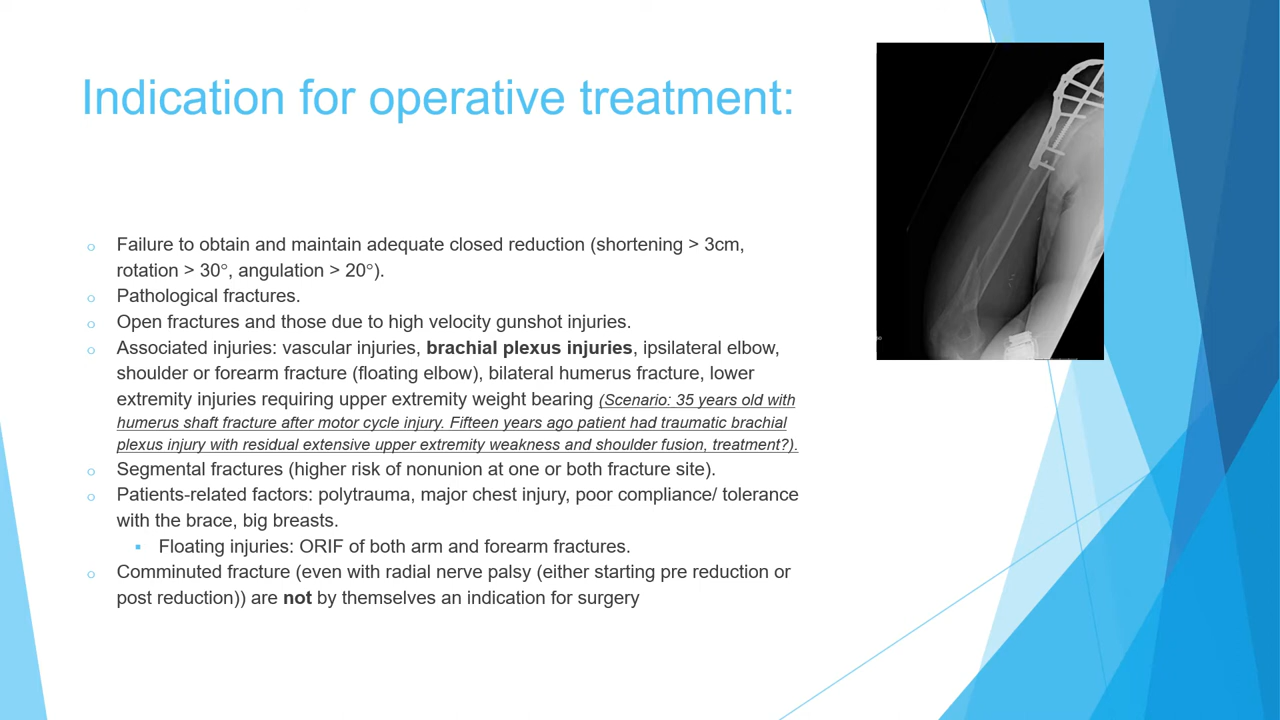 Indication for operative treatment:
Failure to obtain and maintain adequate closed reduction (shortening > 3cm,
rotation > 30°, angulation > 20°).
Pathological fractures.
Open fractures and those due to high velocity gunshot injuries.
Associated injuries: vascular injuries, brachial plexus injuries, ipsilateral elbow,
shoulder or forearm fracture (floating elbow), bilateral humerus fracture, lower
extremity injuries requiring upper extremity weight bearing (Scenario: 35 years old with
humerus shaft fracture after motor cycle injury. Fifteen years ago patient had traumatic brachial
plexus injury with residual extensive upper extremity weakness and shoulder fusion, treatment?).
Segmental fractures (higher risk of nonunion at one or both fracture site).
Patients-related factors: polytrauma, major chest injury, poor compliance/ tolerance
with the brace, big breasts.
Floating injuries: ORIF of both arm and forearm fractures.
Comminuted fracture (even with radial nerve palsy (either starting pre reduction or
post reduction)) are not by themselves an indication for surgery